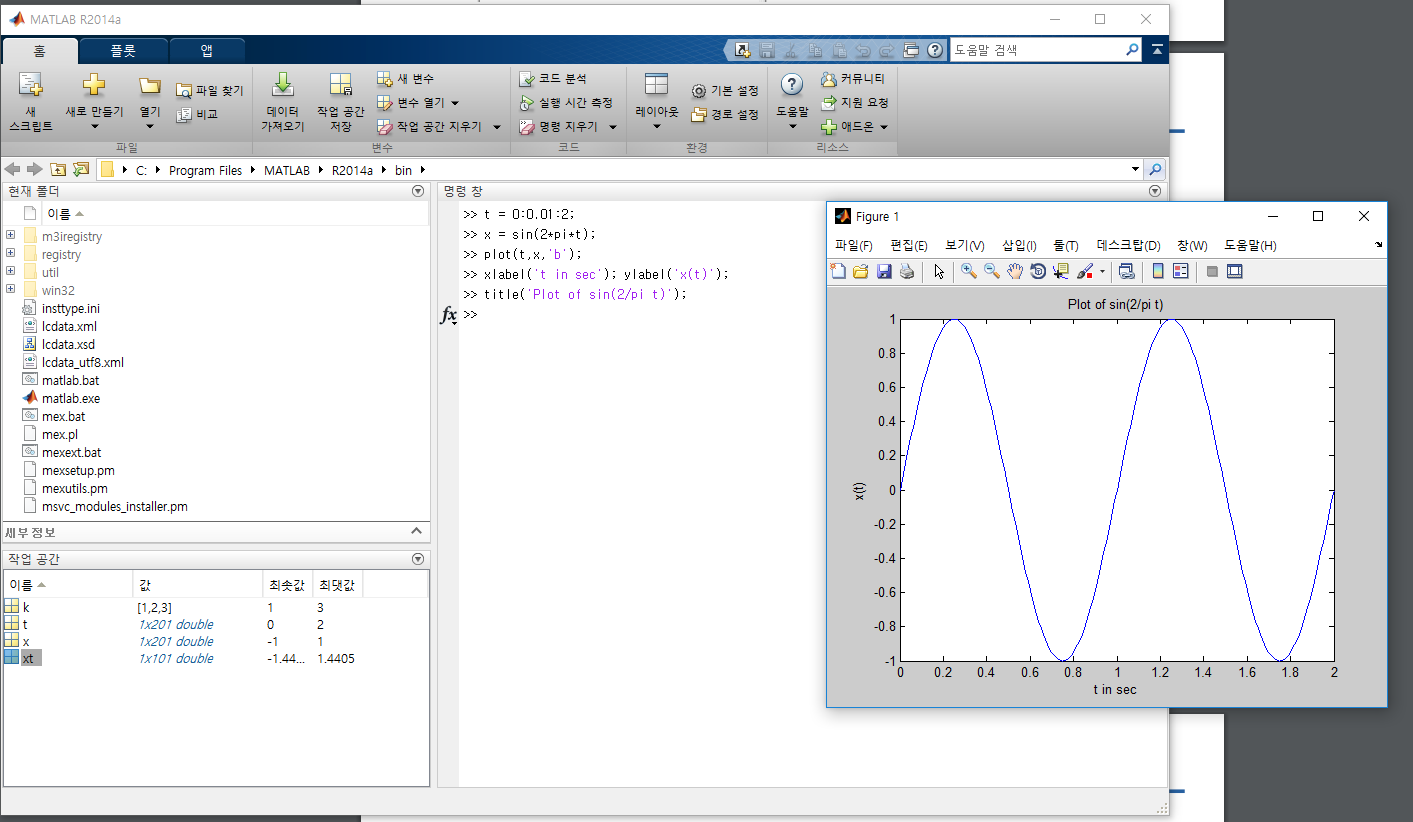 MATLAB R2014a
홈 플롯 앱
도움말 검색
새 스크립트
새로 만들기
열기
파일 찾기
비교
파일
데이터 가져오기
작업 공간 저장
새 변수
변수 열기
작업 공간 지우기
변수
코드 분석
실행 시간 측정
명령 지우기
코드
레이아웃
기본 설정
경로 설정
환경
도움말
커뮤니티
지원 요청
애드온
리소스
C: Program Files MATLAB R2014a bin
현재 폴더
이름
m3iregistry
registry
util
win32
insttype.ini
lcdata.xml
lcdata.xsd
lcdata_utf8.xml
matlab.bat
matlab.exe
mex.bat
mex.pl
mexext.bat
mexsetup.pm
mexutils.pm
msvc_modules_installer.pm
세부 정보
작업 공간
이름 값 최솟값 최댓값
k [1,2,3] 1 3
t 1x201 double 0 2
x 1x201 double -1 1
xt 1x101 double -1.44... 1.4405
명령 창
>> t = 0:0.01:2;
>> x = sin(2*pi*t);
>> plot(t,x,'b');
>> xlabel('t in sec'); ylabel('x(t)');
>> title('Plot of sin(2/pi t)');
fx >>
Figure 1
파일(F) 편집(E) 보기(V) 삽입(I) 툴(T) 데스크탑(D) 창(W) 도움말(H)
Plot of sin(2/pi t)
1
0.8
0.6
0.4
0.2
0
-0.2
-0.4
-0.6
-0.8
-1
x(t)
0 0.2 0.4 0.6 0.8 1 1.2 1.4 1.6 1.8 2
t in sec